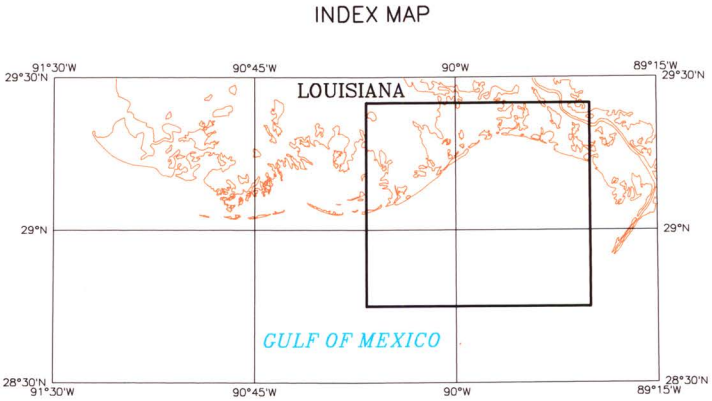 INDEX MAP
91°30'W 90°45'W 90°W 89°15'W
29°30'N 29°30'N
LOUISIANA
29°N 29°N
GULF OF MEXICO
28°30'N 28°30'N
91°30'W 90°45'W 90°W 89°15'W